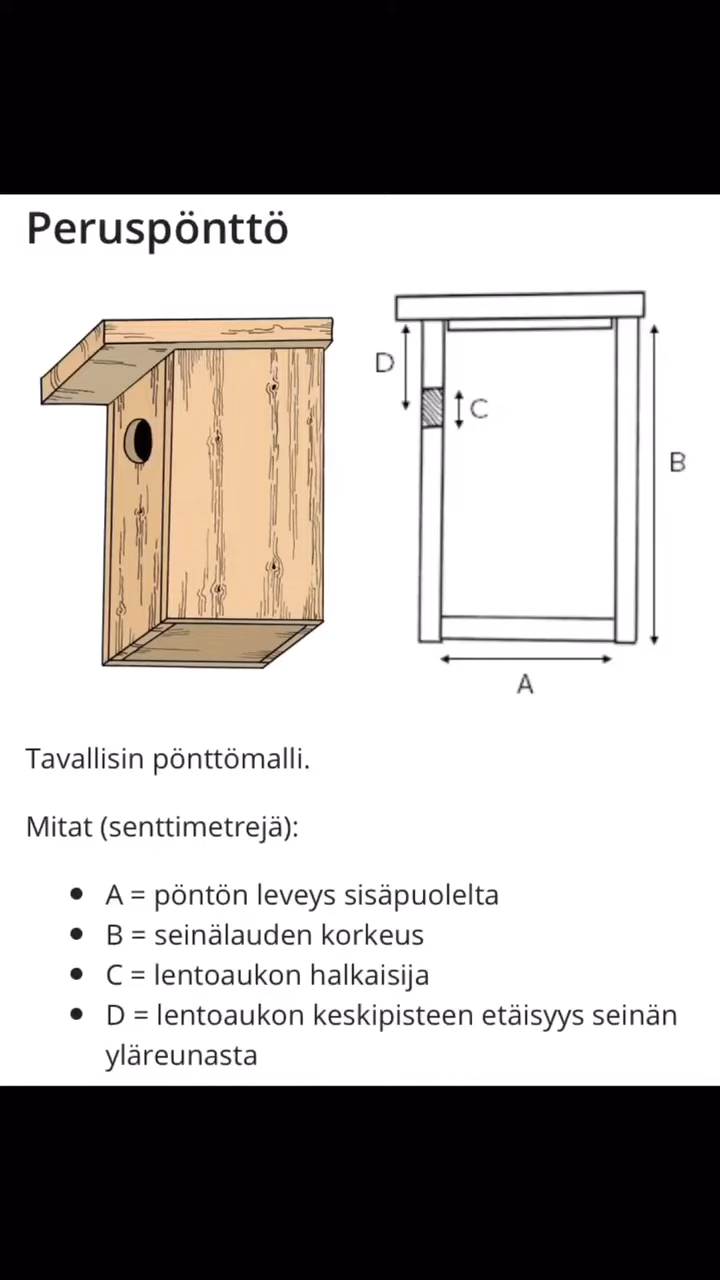 Peruspönttö
D
C
B
A
Tavallisin pönttömalli.
Mitat (senttimetrejä):
A = pöntön leveys sisäpuolelta
B = seinälauden korkeus
C = lentoaukon halkaisija
D = lentoaukon keskipisteen etäisyys seinän
yläreunasta